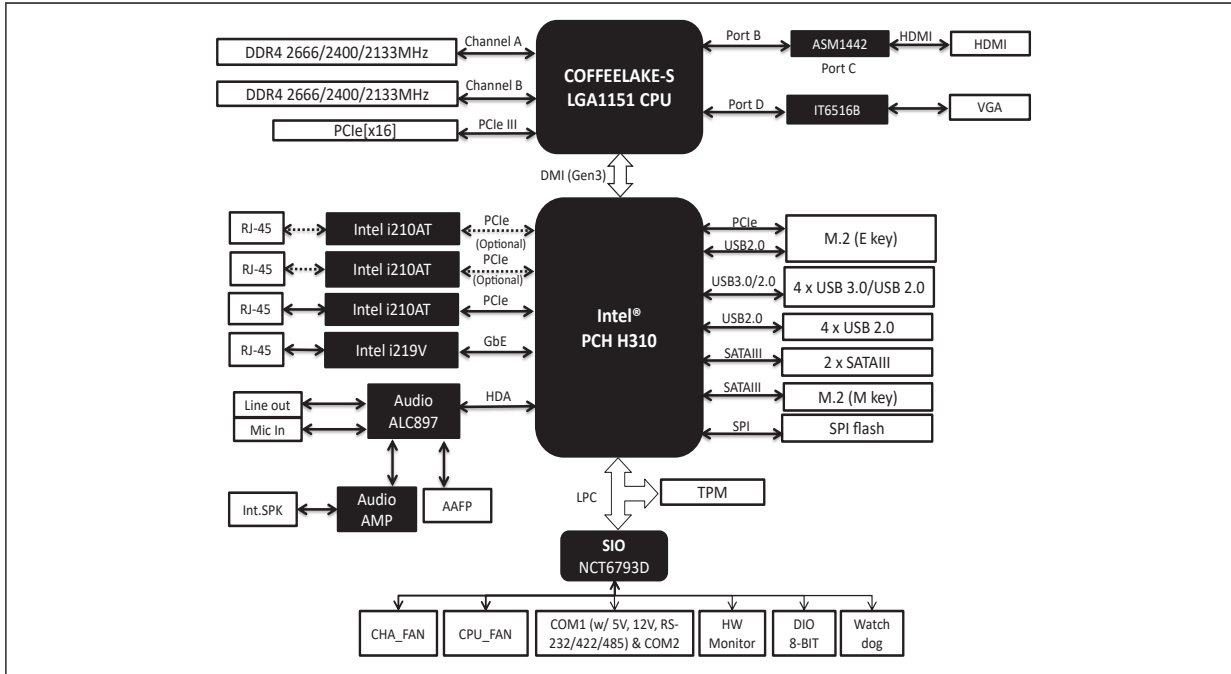 DDR4 2666/2400/2133MHz
Channel A
COFFEELAKE-S
LGA1151 CPU
Port B
ASM1442
HDMI
HDMI
Port C
DDR4 2666/2400/2133MHz
Channel B
Port D
IT6516B
VGA
PCIe[x16]
PCIe III
DMI (Gen3)
RJ-45
Intel i210AT
PCIe
(Optional)
RJ-45
Intel i210AT
PCIe
(Optional)
RJ-45
Intel i210AT
PCIe
RJ-45
Intel i219V
GbE
Intel®
PCH H310
PCIe
USB2.0
M.2 (E key)
USB3.0/2.0
4 x USB 3.0/USB 2.0
USB2.0
4 x USB 2.0
SATAIII
2 x SATAIII
SATAIII
M.2 (M key)
SPI
SPI flash
Line out
Mic In
Audio
ALC897
HDA
Int.SPK
Audio
AMP
AAFP
LPC
TPM
SIO
NCT6793D
CHA_FAN
CPU_FAN
COM1 (w/ 5V, 12V, RS-
232/422/485) & COM2
HW
Monitor
DIO
8-BIT
Watch
dog